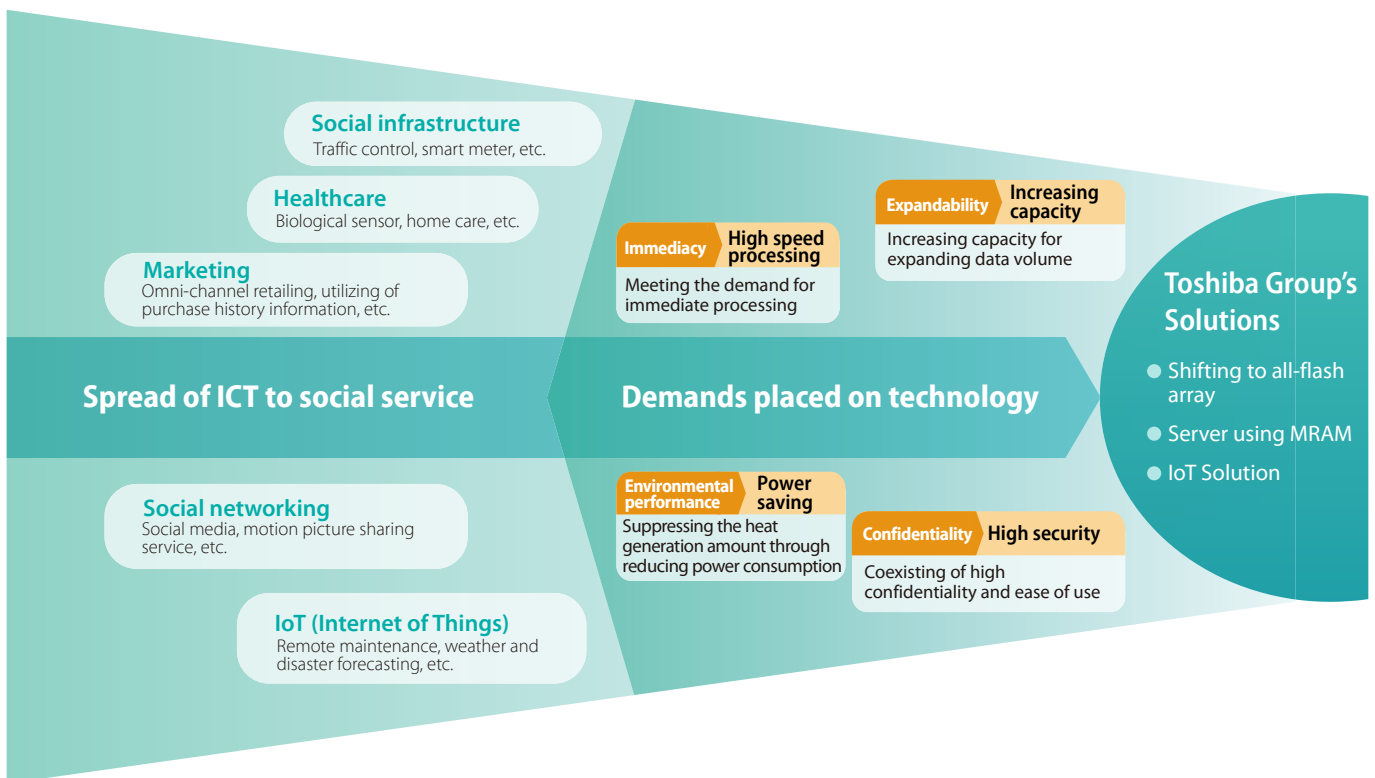 Social infrastructure
Traffic control, smart meter, etc.
Healthcare
Biological sensor, home care, etc.
Marketing
Omni-channel retailing, utilizing of
purchase history information, etc.
Spread of ICT to social service
Social networking
Social media, motion picture sharing
service, etc.
IoT (Internet of Things)
Remote maintenance, weather and
disaster forecasting, etc.
Immediacy
High speed
processing
Meeting the demand for
immediate processing
Expandability
Increasing
capacity
Increasing capacity for
expanding data volume
Demands placed on technology
Environmental
performance
Power
saving
Suppressing the heat
generation amount through
reducing power consumption
Confidentiality
High security
Coexisting of high
confidentiality and ease of use
Toshiba Group's
Solutions
● Shifting to all-flash
array
● Server using MRAM
● IoT Solution